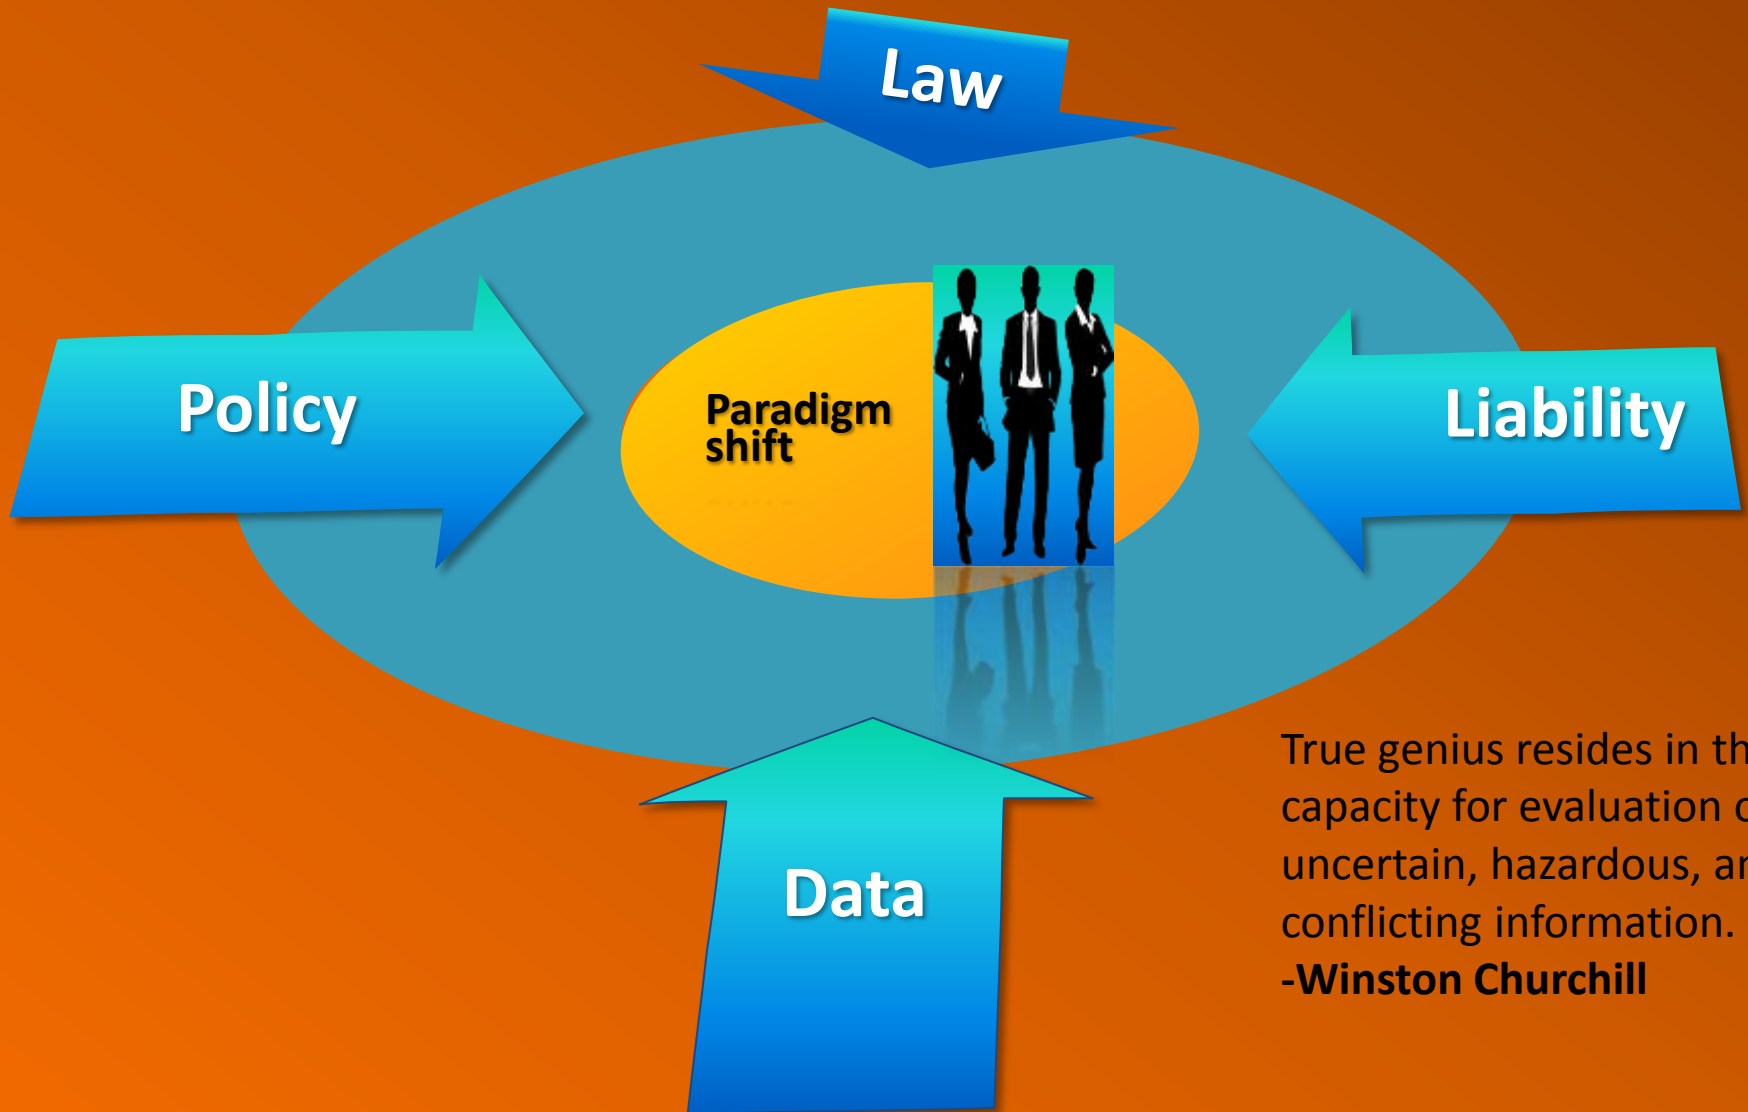 Law
Policy
Paradigm
shift
Liability
Data
True genius resides in th
capacity for evaluation
uncertain, hazardous, an
conflicting information.
-Winston Churchill